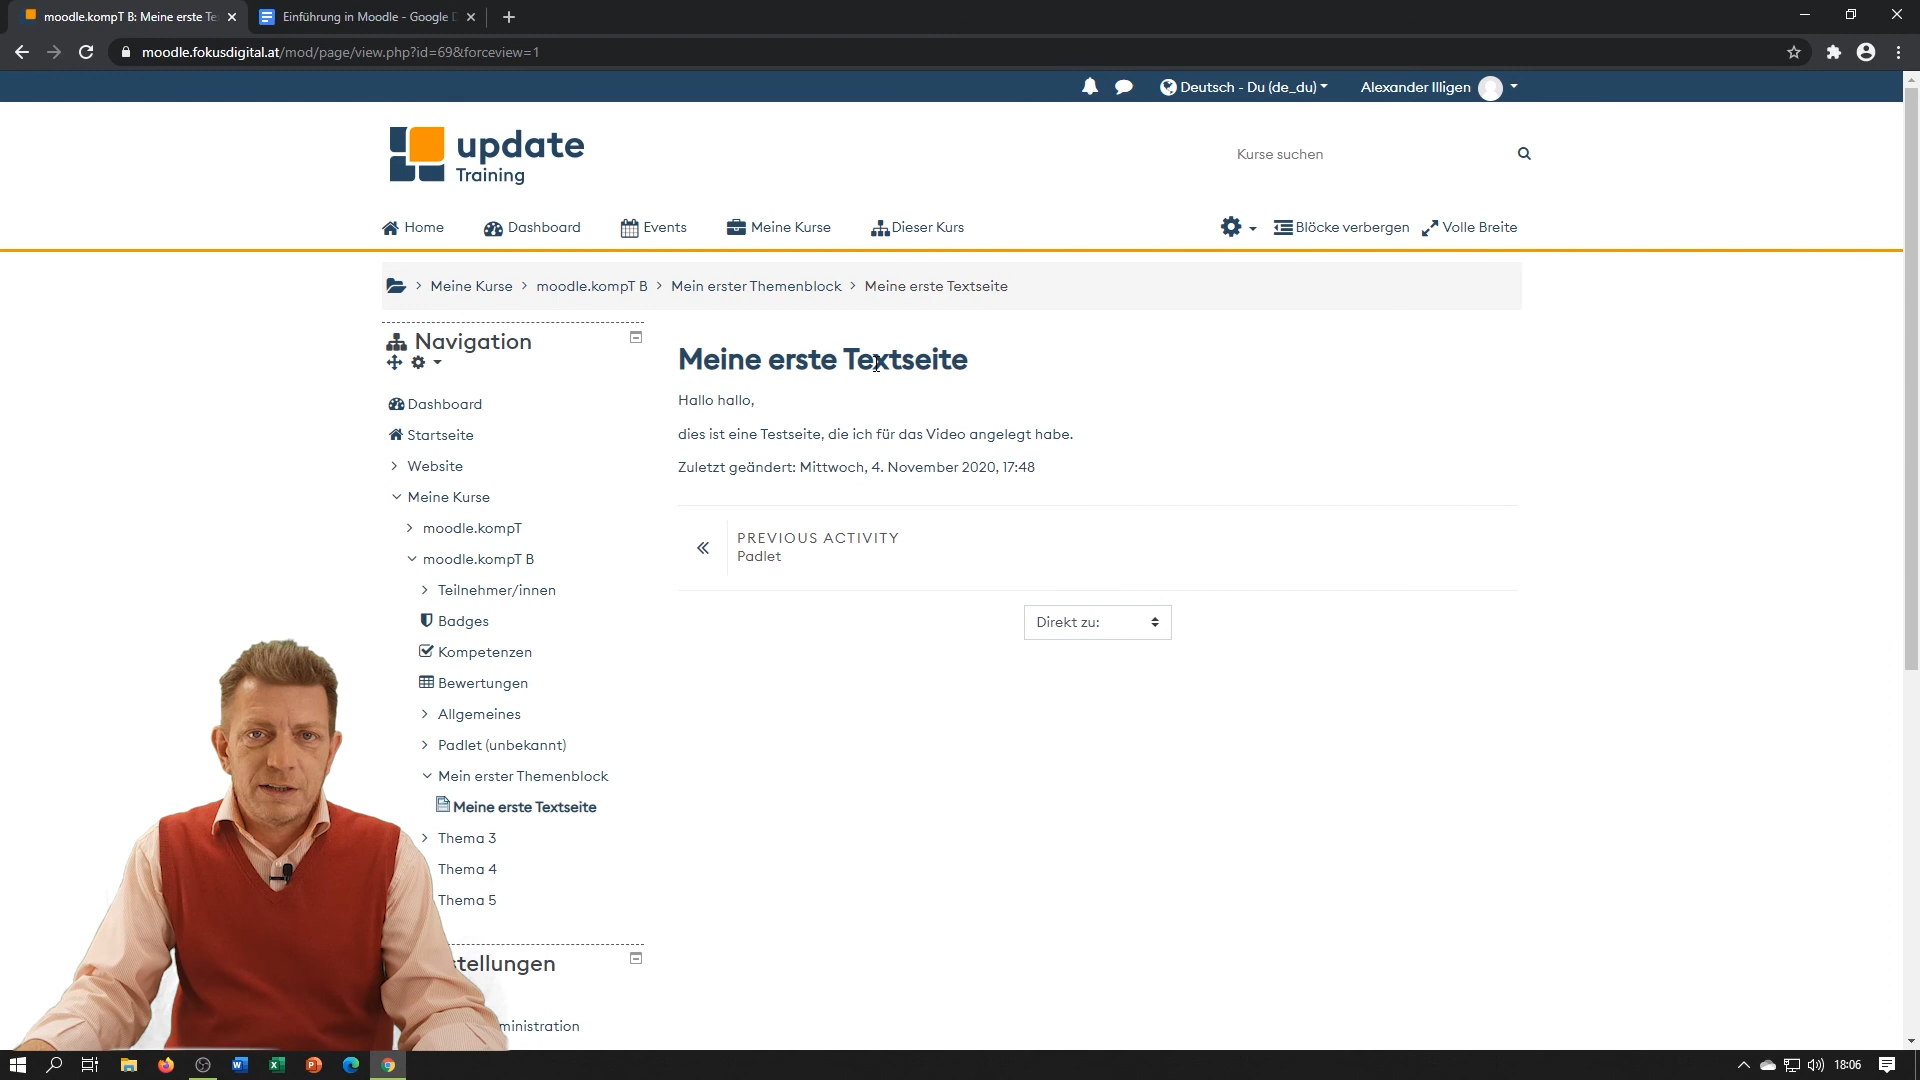 moodle.kompT B: Meine erste Te
Einführung in Moodle - Google D
moodle.fokusdigital.at/mod/page/view.php?id=69&forceview=1
Deutsch - Du (de_du)
Alexander Illigen
update
Training
Kurse suchen
Home
Dashboard
Events
Meine Kurse
Dieser Kurs
Blöcke verbergen
Volle Breite
Meine Kurse > moodle.kompT B > Mein erster Themenblock > Meine erste Textseite
Navigation
Dashboard
Startseite
Website
Meine Kurse
moodle.kompT
moodle.kompT B
Teilnehmer/innen
Badges
Kompetenzen
Bewertungen
Allgemeines
Padlet (unbekannt)
Mein erster Themenblock
Meine erste Textseite
Thema 3
Thema 4
Thema 5
stellungen
ministration
Meine erste Textseite
Hallo hallo,
dies ist eine Testseite, die ich für das Video angelegt habe.
Zuletzt geändert: Mittwoch, 4. November 2020, 17:48
PREVIOUS ACTIVITY
Padlet
Direkt zu:
18:06